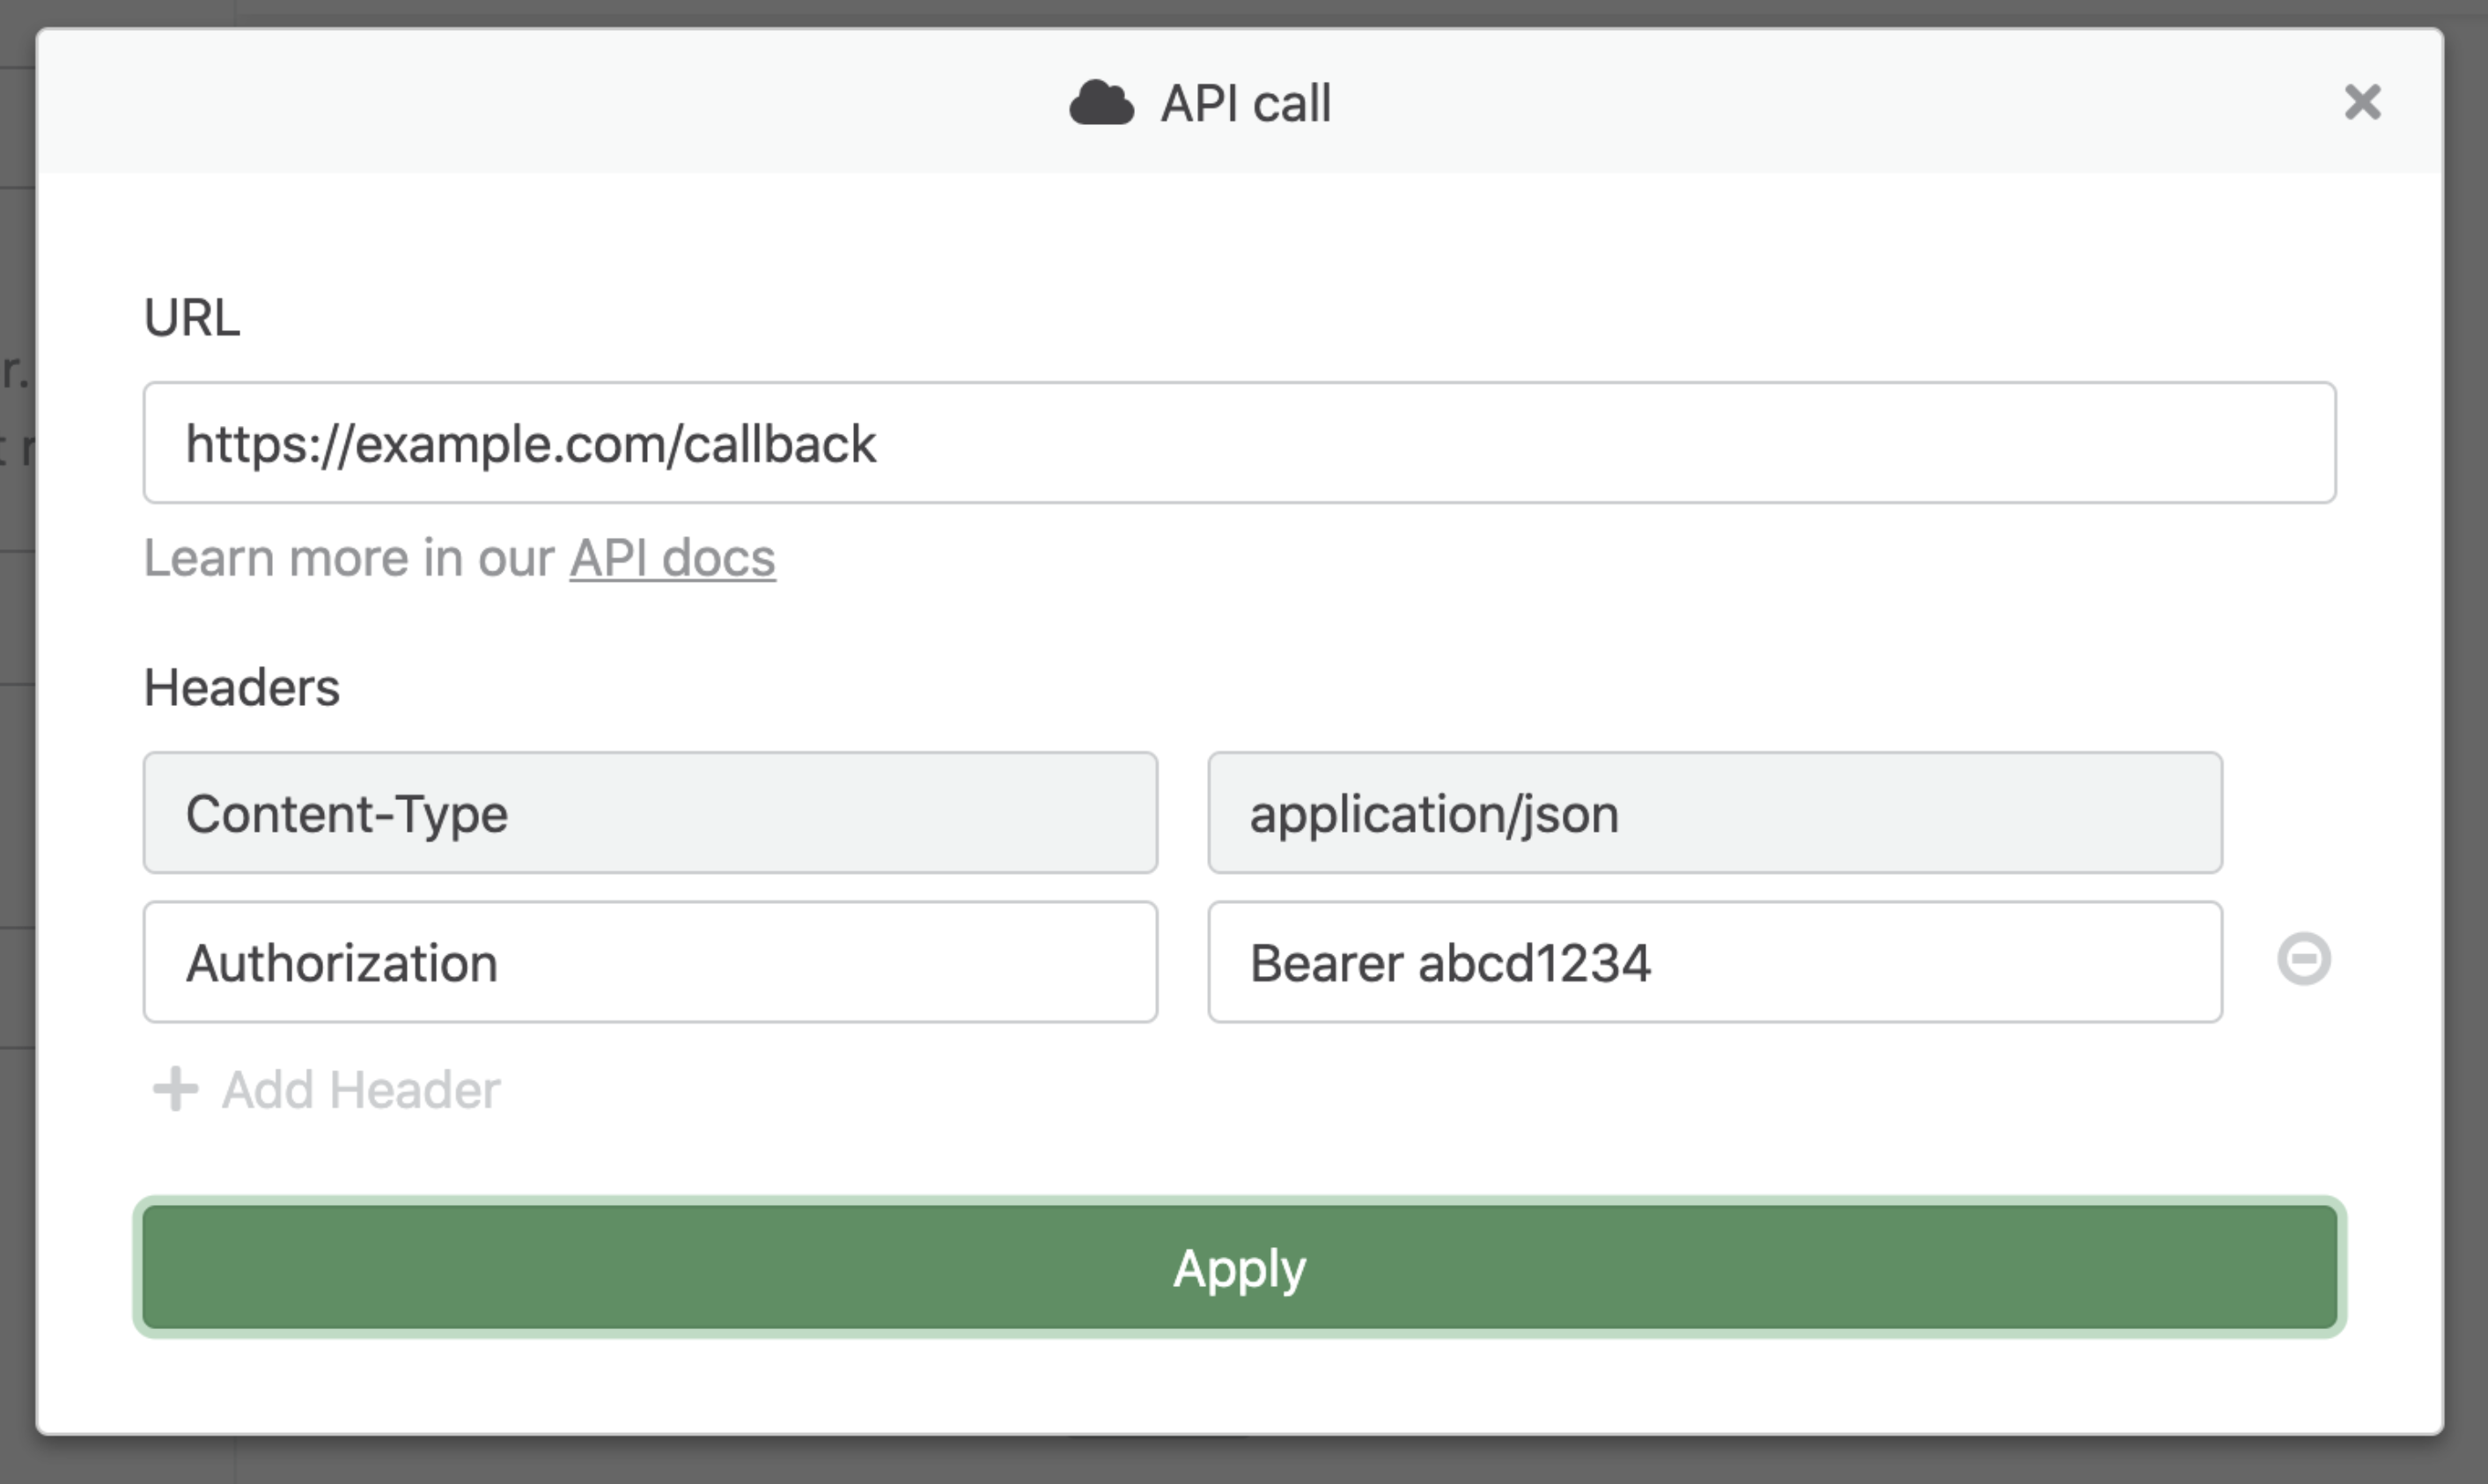 API call
URL
https://example.com/callback
Learn more in our API docs
Headers
Content-Type application/json
Authorization Bearer abcd1234
Add Header
Apply